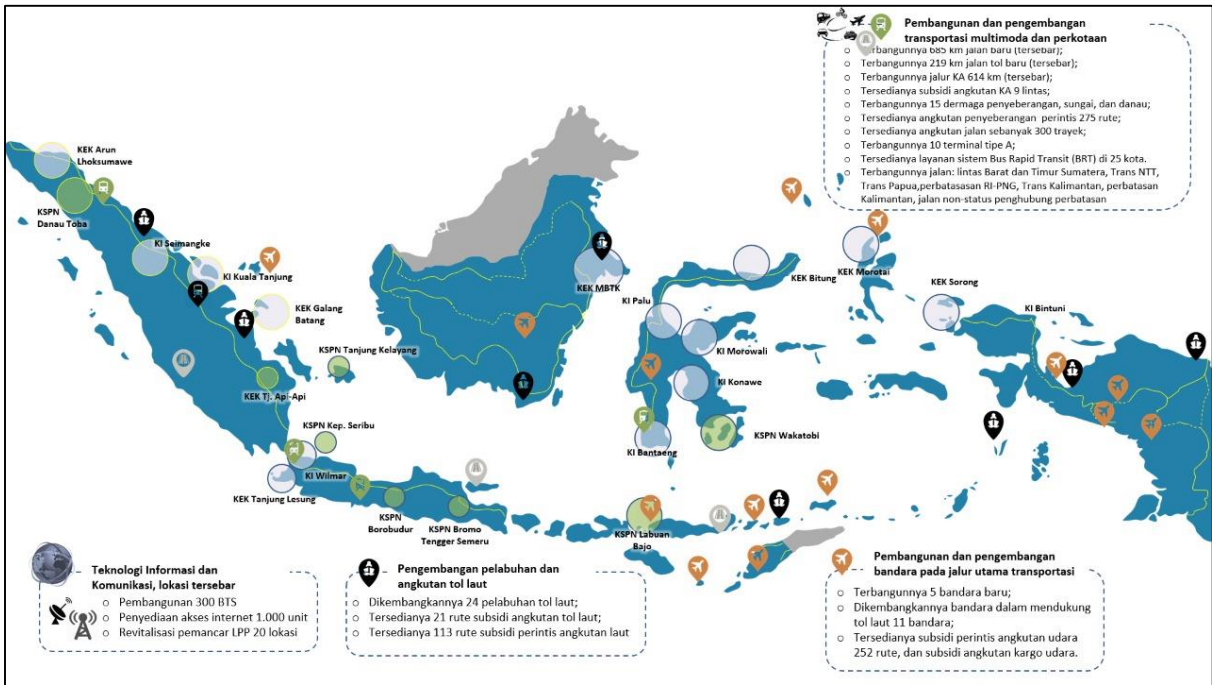 Pembangunan dan pengembangan
transportasi multimoda dan perkotaan
○ Terbangunnya 685 km jalan baru (tersebar);
○ Terbangunnya 219 km jalan tol baru (tersebar);
○ Terbangunnya jalur KA 614 km (tersebar);
○ Tersedianya subsidi angkutan KA 9 lintas;
○ Terbangunnya 15 dermaga penyeberangan, sungai, dan danau;
○ Tersedianya angkutan penyeberangan perintis 275 rute;
○ Tersedianya angkutan jalan sebanyak 300 trayek;
○ Terbangunnya 10 terminal tipe A;
○ Tersedia layanan sistem Bus Rapid Transit (BRT) di 25 kota.
○ Terbangunnya jalan: lintas Barat dan Timur Sumatera, Trans NTT,
Trans Papua,perbatasasan RI-PNG, Trans Kalimantan, perbatasan
Kalimantan, jalan non-status penghubung perbatasan
KEK Arun
Lhoksumawe
KSPN
Danau Toba
KI Seimangke
KI Kuala Tanjung
KEK Galang
Batang
KSPN Tanjung Kelayang
KEK Tj. Api-Api
KSPN Kep. Seribu
KI Wilmar
KEK Tanjung Lesung
KSPN
Borobudur
KSPN Bromo
Tengger Semeru
KEK MBTK
KI Palu
KEK Bitung
KEK Morotai
KEK Sorong
KI Bintuni
KI Morowali
KI Konawe
KSPN Wakatobi
KI Bantaeng
KSPN Labuan
Bajo
Teknologi Informasi dan
Komunikasi, lokasi tersebar
○ Pembangunan 300 BTS
○ Penyediaan akses internet 1.000 unit
○ Revitalisasi pemancar LPP 20 lokasi
Pengembangan pelabuhan dan
angkutan tol laut
○ Dikembangkannya 24 pelabuhan tol laut;
○ Tersedianya 21 rute subsidi angkutan tol laut;
○ Tersedianya 113 rute subsidi perintis angkutan laut
Pembangunan dan pengembangan
bandara pada jalur utama transportasi
○ Terbangunnya 5 bandara baru;
○ Dikembangkannya bandara dalam mendukung
tol laut 11 bandara;
○ Tersedianya subsidi perintis angkutan udara
252 rute, dan subsidi angkutan kargo udara.